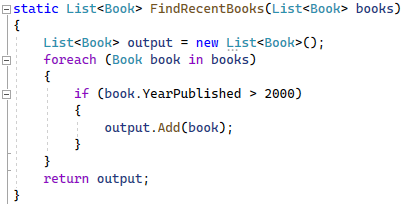 static List<Book> FindRecentBooks(List<Book> books)
{
    List<Book> output = new List<Book>();
    foreach (Book book in books)
    {
        if (book.YearPublished > 2000)
        {
            output.Add(book);
        }
    }
    return output;
}